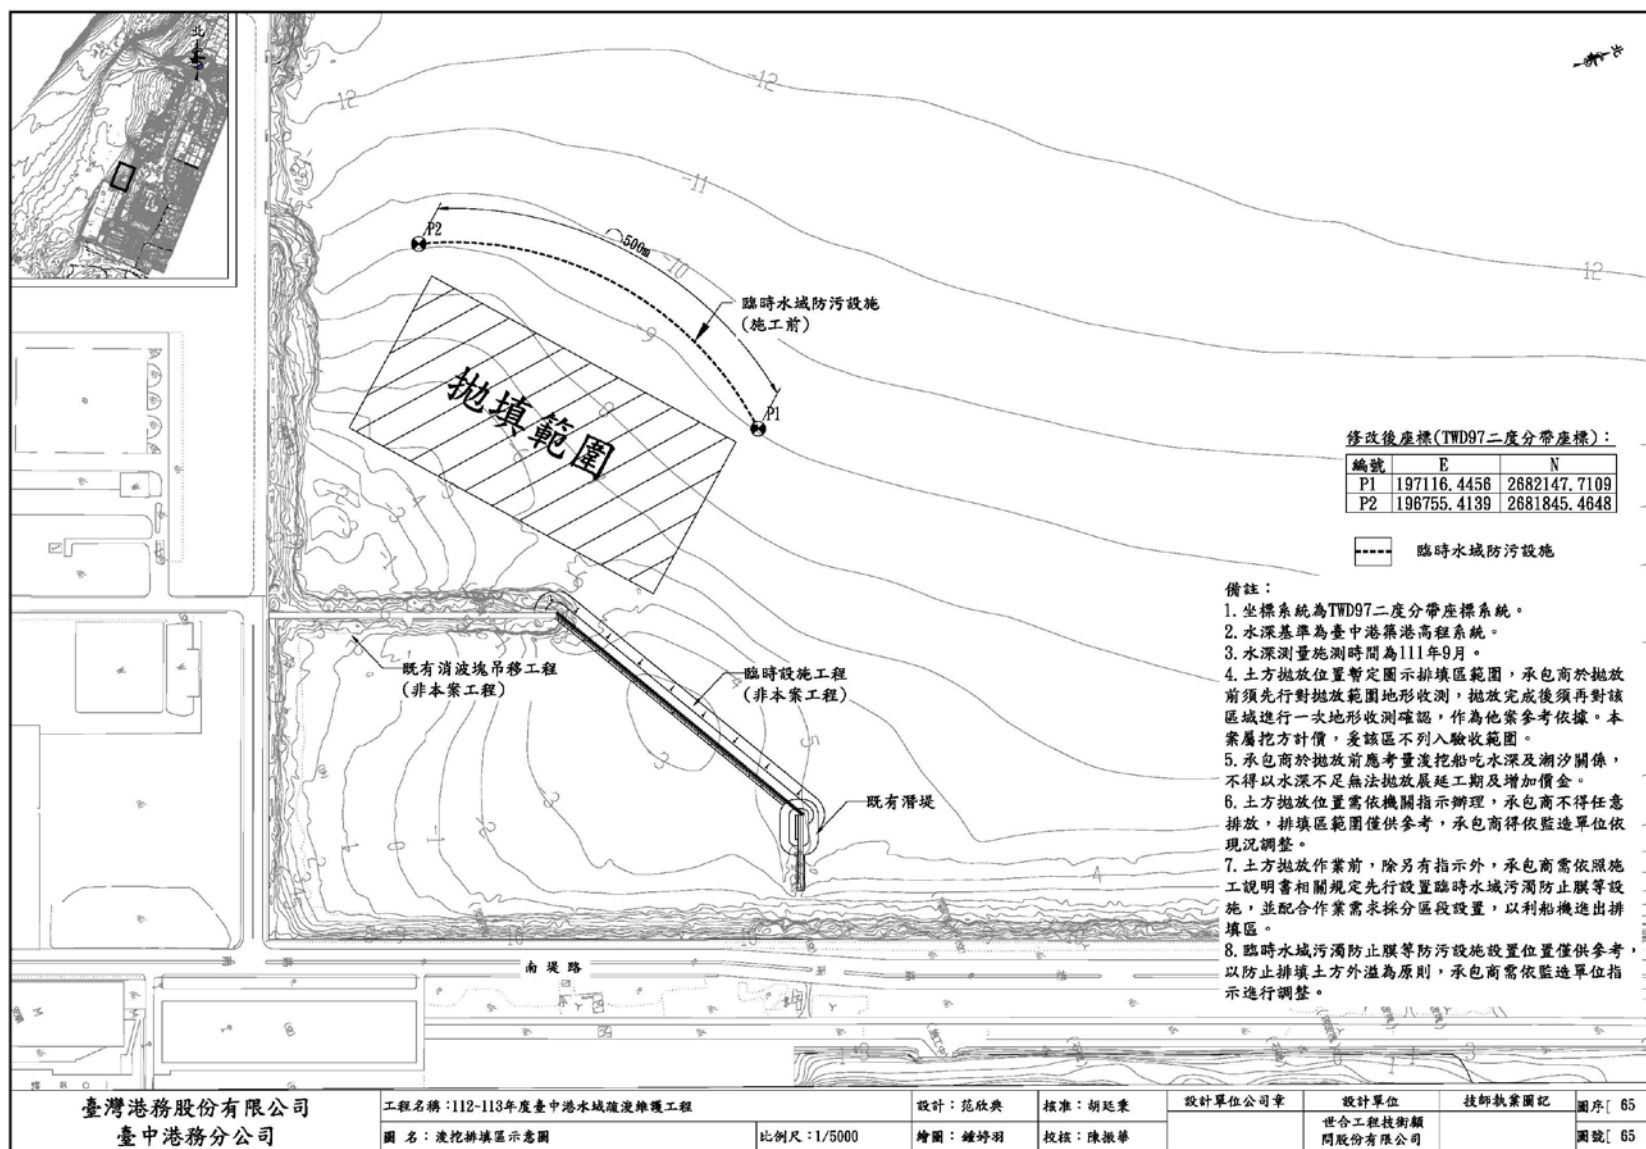 北
北
-12
12
-11
P2
500m
-10
12
臨時水域防污設施
(施工前)
-9
拋填範圍
P1
修改後座標(TWD97二度分帶座標)：
編號 E N
P1 197116.4456 2682147.7109
P2 196755.4139 2681845.4648
臨時水域防污設施
備註：
1. 坐標系統為TWD97二度分帶座標系統。
2. 水深基準為臺中港築港高程系統。
3. 水深測量施測時間為111年9月。
4. 土方拋放位置暫定圖示排填區範圍，承包商於拋放
前須先行對拋放範圍地形收測，拋放完成後須再對該
區域進行一次地形收測確認，作為他案參考依據。本
案屬挖方計價，爰該區不列入驗收範圍。
5. 承包商於拋放前應考量浚挖船吃水深及潮汐關係，
不得以水深不足無法拋放展延工期及增加價金。
6. 土方拋放位置需依機關指示辦理，承包商不得任意
排放，排填區範圍僅供參考，承包商得依監造單位依
現況調整。
7. 土方拋放作業前，除另有指示外，承包商需依照施
工說明書相關規定先行設置臨時水域污濁防止膜等設
施，並配合作業需求採分區段設置，以利船機進出排
填區。
8. 臨時水域污濁防止膜等防污設施設置位置僅供參考，
以防止排填土方外溢為原則，承包商需依監造單位指
示進行調整。
既有消波塊吊移工程
(非本案工程)
臨時設施工程
(非本案工程)
既有潛堤
南堤路
臺灣港務股份有限公司
臺中港務分公司
工程名稱：112~113年度臺中港水域疏浚維護工程
圖 名：浚挖排填區示意圖
比例尺：1/5000
設計：范欣典
繪圖：鍾婷羽
核准：胡廷秉
校核：陳振華
設計單位公司章
設計單位
世合工程技術顧
問股份有限公司
技師執業圖記
圖序[ 65
圖號[ 65